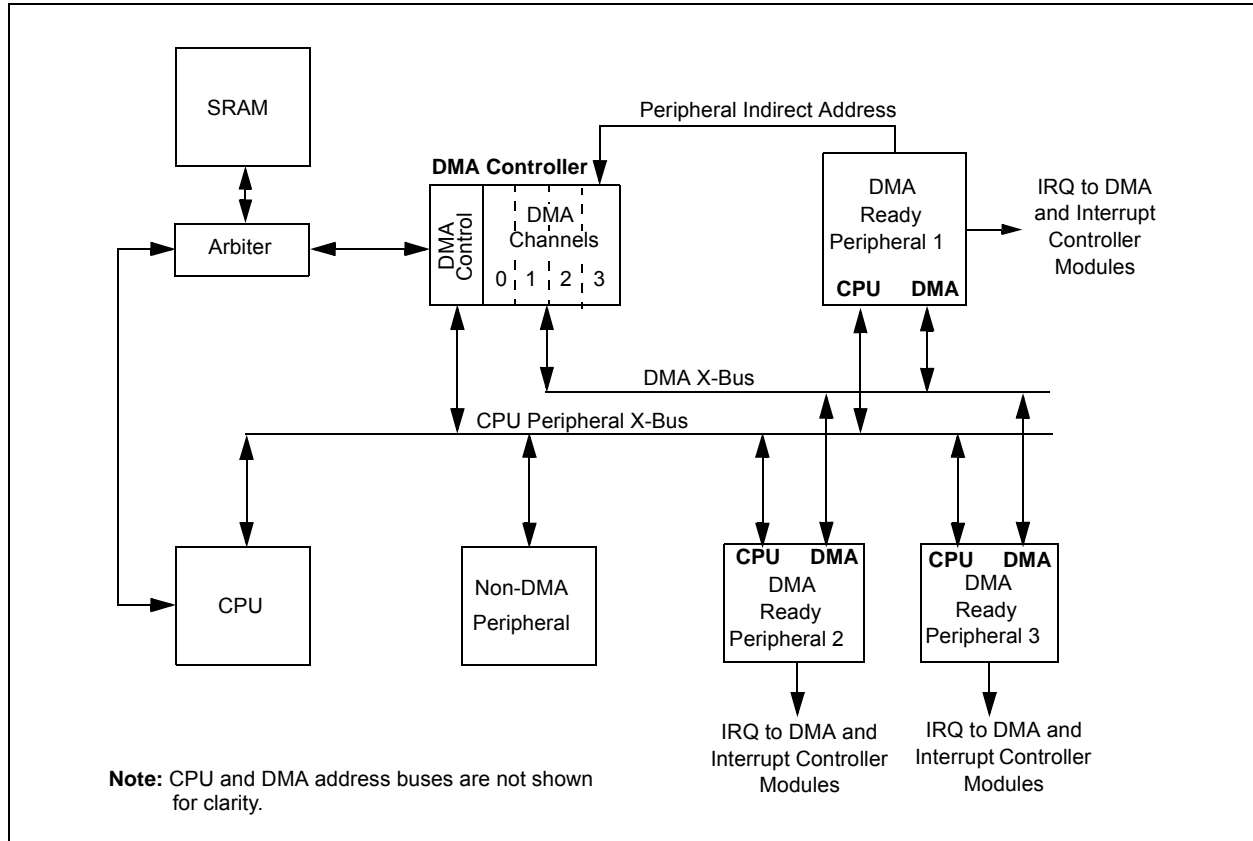 SRAM
Arbiter
Peripheral Indirect Address
DMA Controller
DMA
Control
DMA
Channels
0 1 2 3
DMA
Ready
Peripheral 1
CPU DMA
IRQ to DMA
and Interrupt
Controller
Modules
DMA X-Bus
CPU Peripheral X-Bus
CPU
Non-DMA
Peripheral
CPU DMA
DMA
Ready
Peripheral 2
CPU DMA
DMA
Ready
Peripheral 3
IRQ to DMA and
Interrupt Controller
Modules
IRQ to DMA and
Interrupt Controller
Modules
Note: CPU and DMA address buses are not shown
for clarity.